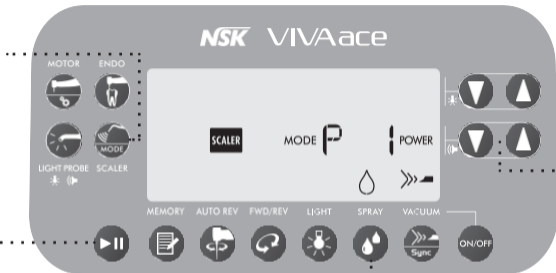 NSK VIVAace
MOTOR ENDO
SCALER MODE P 1 POWER
MODE
LIGHT PROBE SCALER
MEMORY AUTO REV FWD/REV LIGHT SPRAY VACUUM
Sync ON/OFF